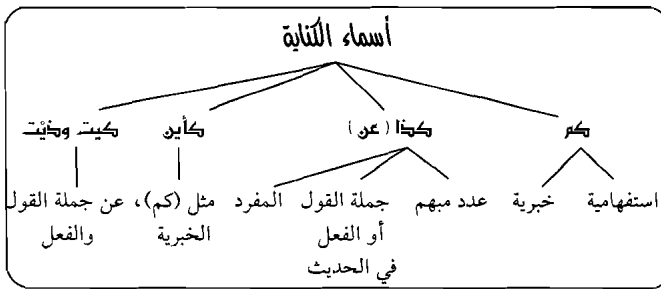 أسماء الكناية
كم كذا (عن) كأين كيت وذيْت
استفهامية خبرية عدد مبهم جملة القول المفرد مثل (كم)، عن جملة القول
أو الفعل الخبرية والفعل
في الحديث